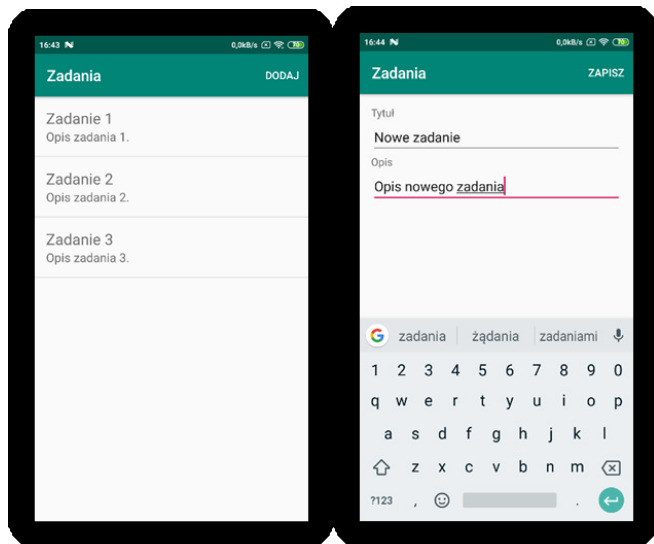 16:43 N 0,0kB/s 70
Zadania DODAJ
Zadanie 1
Opis zadania 1.
Zadanie 2
Opis zadania 2.
Zadanie 3
Opis zadania 3.
16:44 N 0,0kB/s 70
Zadania ZAPISZ
Tytuł
Nowe zadanie
Opis
Opis nowego zadania
G zadania żądania zadaniami
1 2 3 4 5 6 7 8 9 0
q w e r t y u i o p
a s d f g h j k l
z x c v b n m
?123 , .